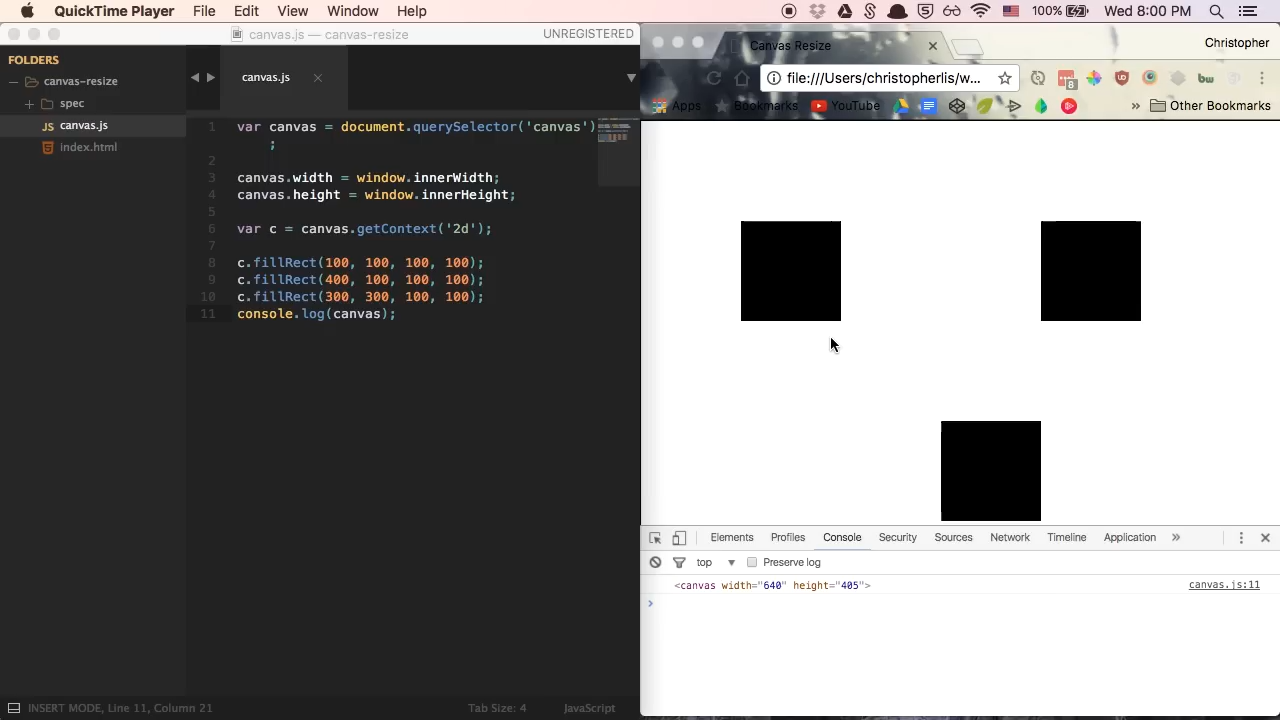 QuickTime Player File Edit View Window Help 100% Wed 8:00 PM
canvas.js — canvas-resize UNREGISTERED
FOLDERS
canvas-resize
spec
canvas.js
index.html
canvas.js
1 var canvas = document.querySelector('canvas')
;
2
3 canvas.width = window.innerWidth;
4 canvas.height = window.innerHeight;
5
6 var c = canvas.getContext('2d');
7
8 c.fillRect(100, 100, 100, 100);
9 c.fillRect(400, 100, 100, 100);
10 c.fillRect(300, 300, 100, 100);
11 console.log(canvas);
INSERT MODE, Line 11, Column 21 Tab Size: 4 JavaScript
Canvas Resize Christopher
file:///Users/christopherlis/w... 8 bw
Apps Bookmarks YouTube » Other Bookmarks
Elements Profiles Console Security Sources Network Timeline Application »
top Preserve log
<canvas width="640" height="405"> canvas.js:11